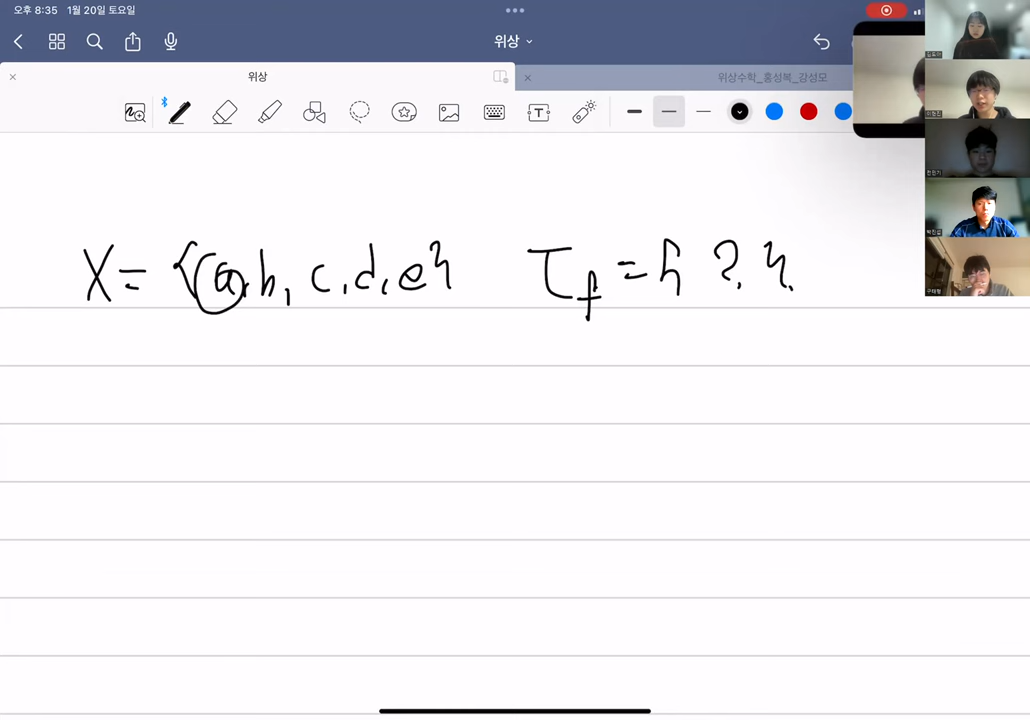 오후 8:35 1월 20일 토요일
위상
위상
위상수학_홍성복_강성모
X = {a, b, c, d, e} T_f = { ? }.